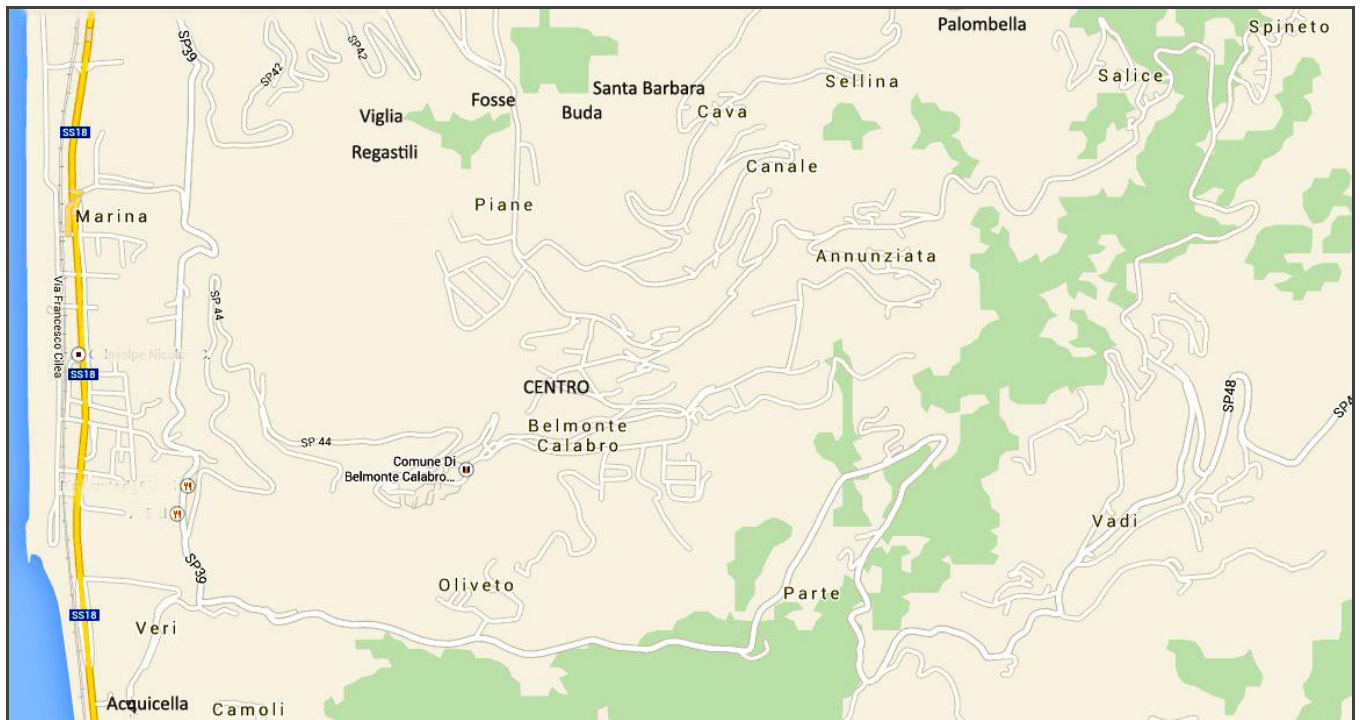 Palombella
Spineto
SP39
SP42
SP42
Salice
Sellina
Santa Barbara
Fosse
Buda
Cava
Viglia
SS18
Regastili
Canale
Piane
Marina
Annunziata
SP 44
Via Francesco Cilea
SS18
CENTRO
SP48
Belmonte
Calabro
SP 44
Comune Di
Belmonte Calabro...
Vadi
SP39
Oliveto
Parte
SS18
Veri
Acquicella
Camoli